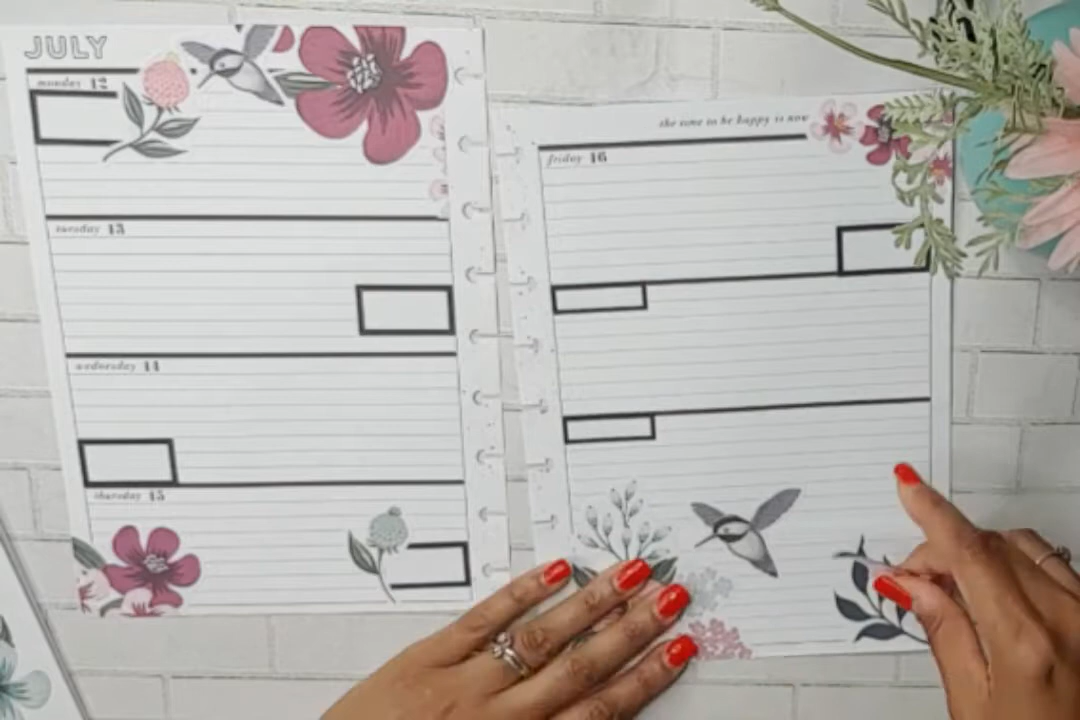 JULY
monday 12
tuesday 13
wednesday 14
thursday 15
the time to be happy is now
friday 16